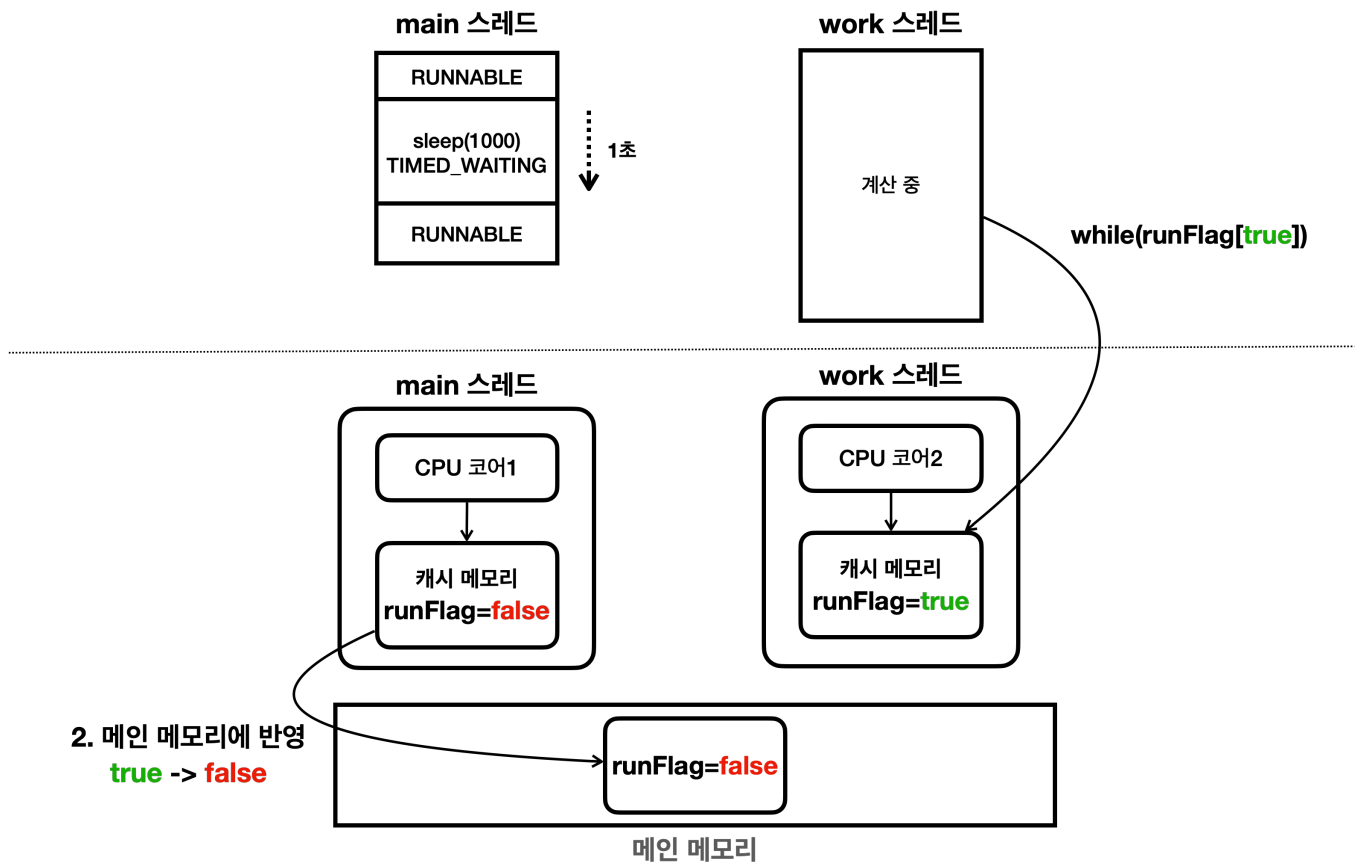 main 스레드
RUNNABLE
sleep(1000)
TIMED_WAITING
RUNNABLE
1초
work 스레드
계산 중
while(runFlag[true])
main 스레드
CPU 코어1
캐시 메모리
runFlag=false
work 스레드
CPU 코어2
캐시 메모리
runFlag=true
2. 메인 메모리에 반영
true -> false
runFlag=false
메인 메모리